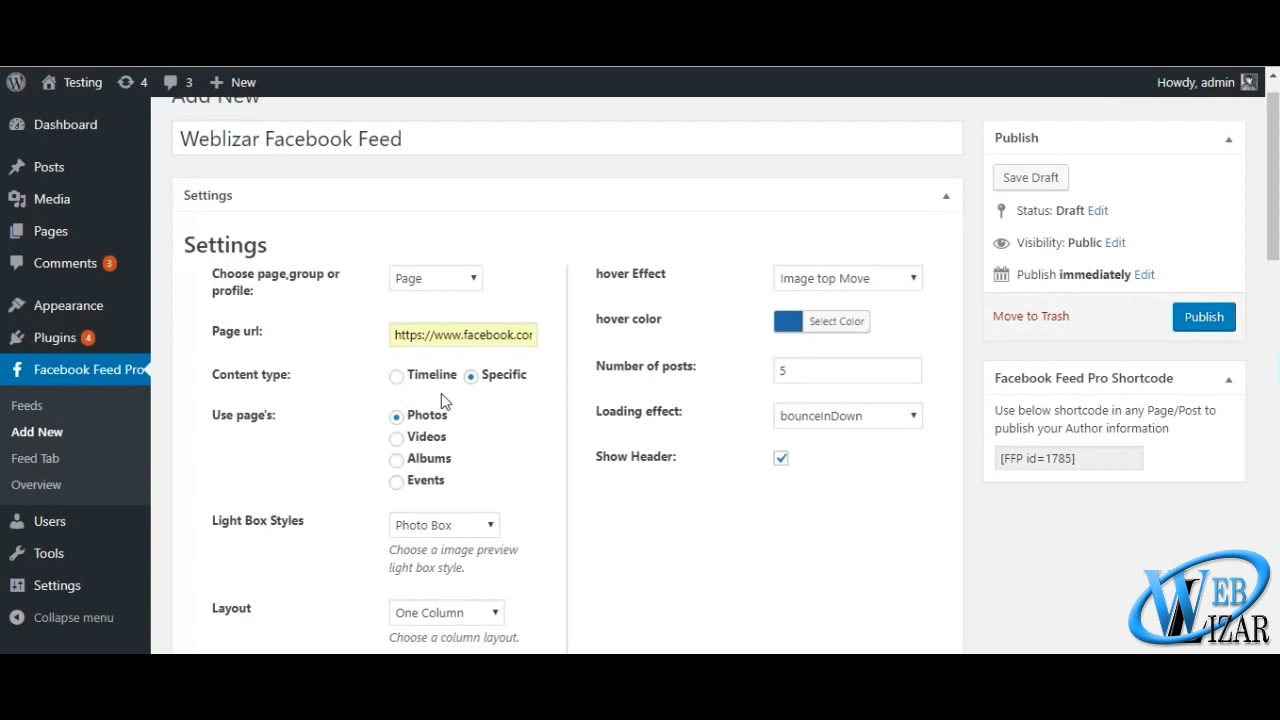 Testing 4 3 New Howdy, admin
Add New
Dashboard
Posts
Media
Pages
Comments 3
Appearance
Plugins 4
Facebook Feed Pro
Feeds
Add New
Feed Tab
Overview
Users
Tools
Settings
Collapse menu
Weblizar Facebook Feed
Settings
Settings
Choose page,group or
profile:
Page
Page url:
https://www.facebook.cor
Content type:
Timeline Specific
Use page's:
Photos
Videos
Albums
Events
Light Box Styles
Photo Box
Choose a image preview
light box style.
Layout
One Column
Choose a column layout.
hover Effect
Image top Move
hover color
Select Color
Number of posts:
5
Loading effect:
bounceInDown
Show Header:
Publish
Save Draft
Status: Draft Edit
Visibility: Public Edit
Publish immediately Edit
Move to Trash
Publish
Facebook Feed Pro Shortcode
Use below shortcode in any Page/Post to
publish your Author information
[FFP id=1785]
WEB
LIZAR